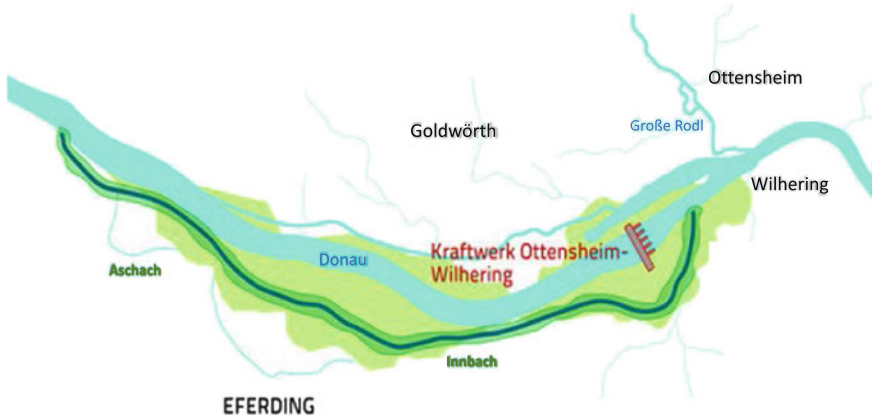 Ottensheim
Goldwörth
Große Rodl
Wilhering
Kraftwerk Ottensheim-
Wilhering
Donau
Aschach
Innbach
EFERDING